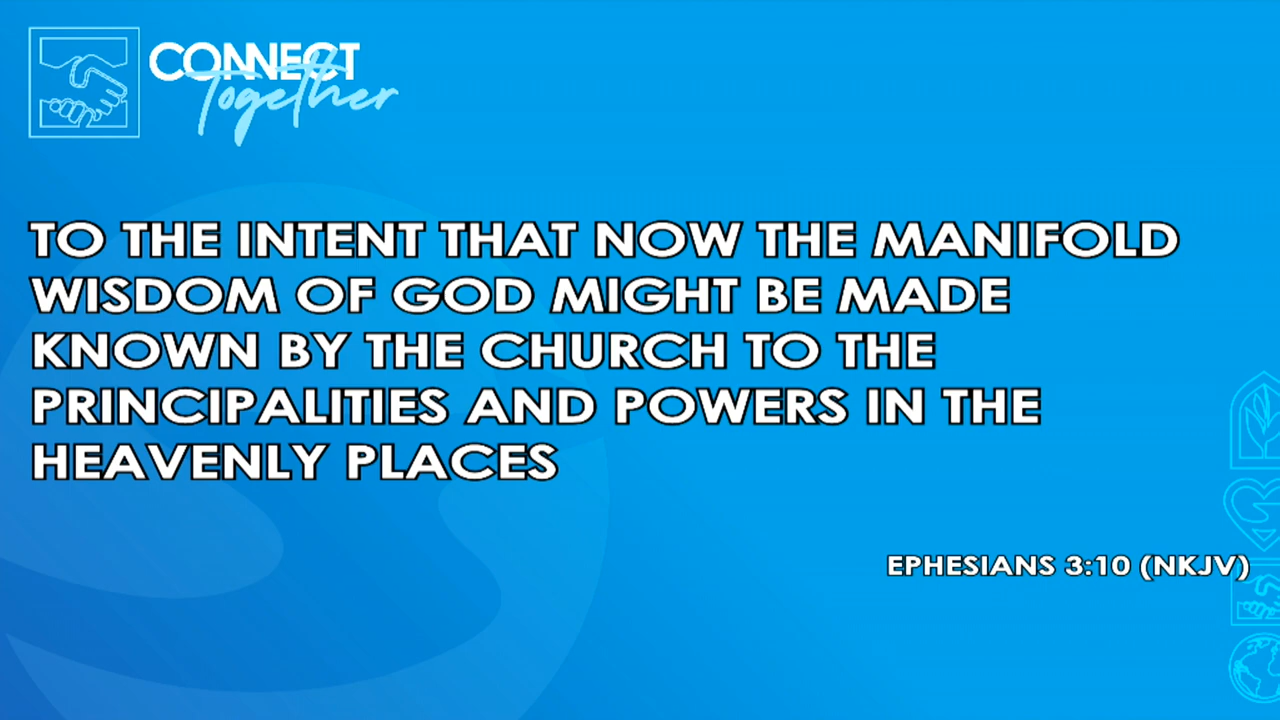 CONNECT
Together
TO THE INTENT THAT NOW THE MANIFOLD
WISDOM OF GOD MIGHT BE MADE
KNOWN BY THE CHURCH TO THE
PRINCIPALITIES AND POWERS IN THE
HEAVENLY PLACES
EPHESIANS 3:10 (NKJV)